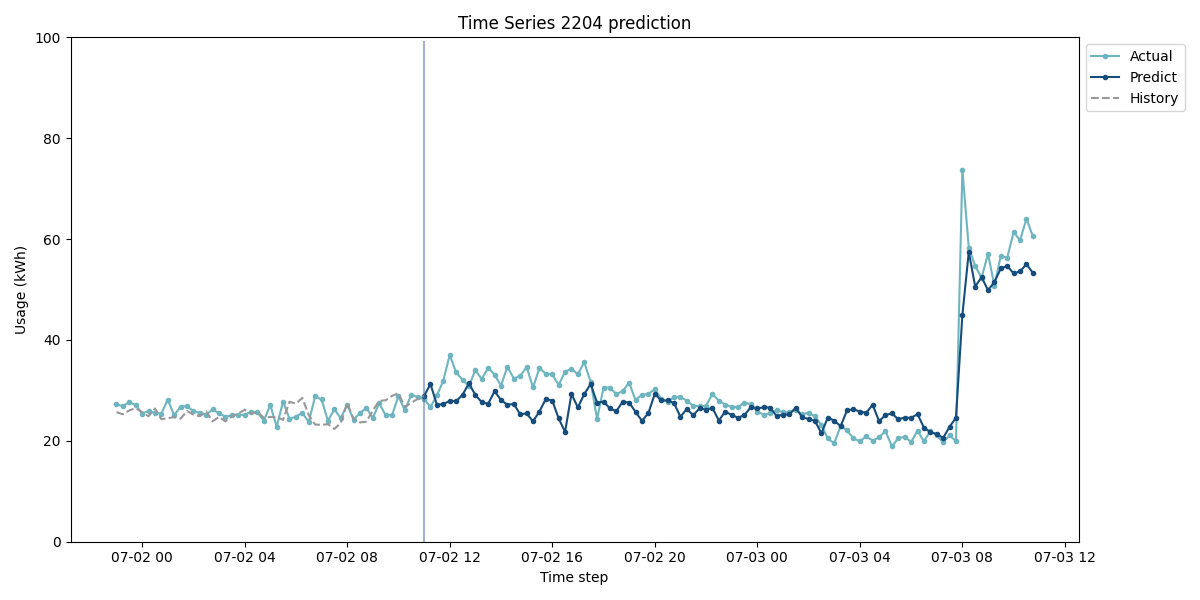 Time Series 2204 prediction
Usage (kWh)
100
80
60
40
20
0
07-02 00
07-02 04
07-02 08
07-02 12
07-02 16
07-02 20
07-03 00
07-03 04
07-03 08
07-03 12
Time step
Actual
Predict
History